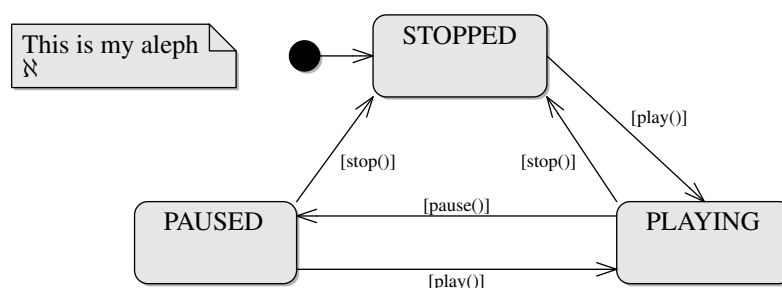 This is my aleph
ℵ
STOPPED
[play()]
[stop()]
[stop()]
PAUSED
[pause()]
PLAYING
[play()]